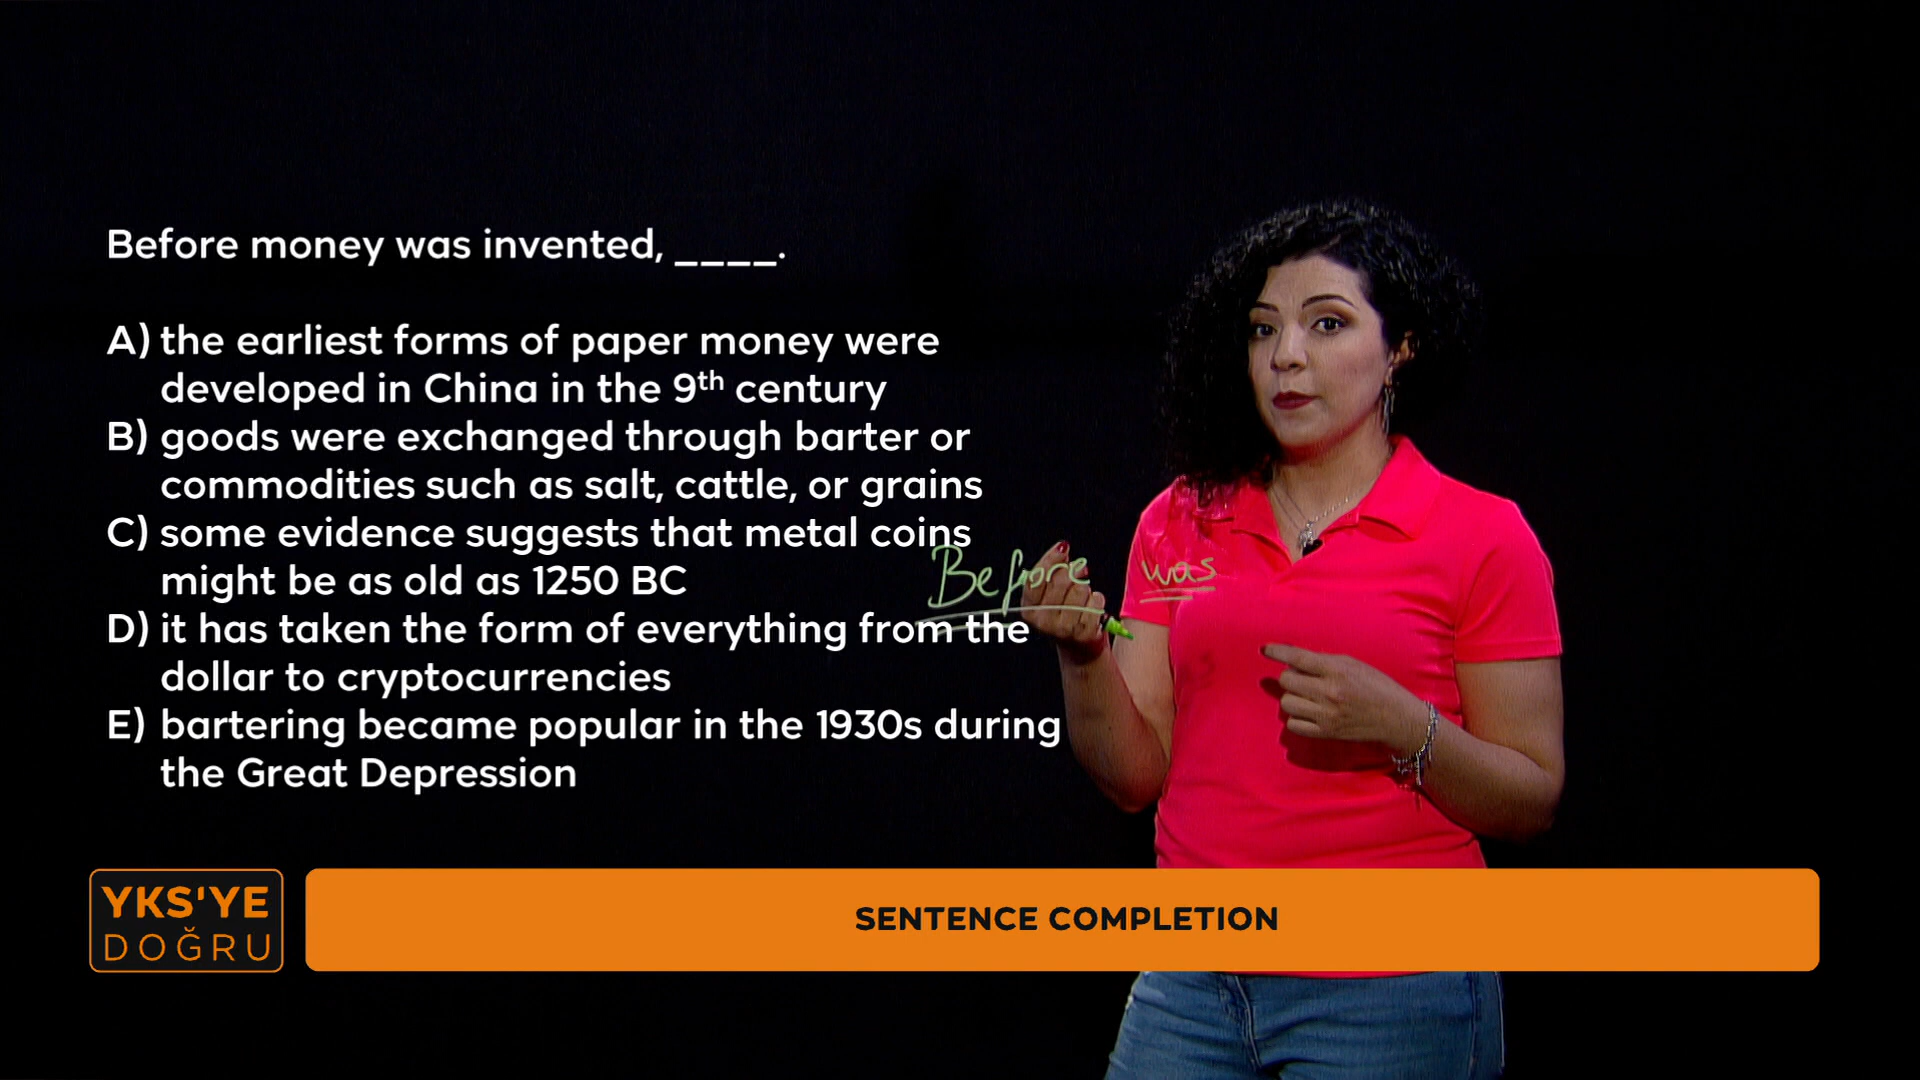 Before money was invented, ____.
A) the earliest forms of paper money were
developed in China in the 9th century
B) goods were exchanged through barter or
commodities such as salt, cattle, or grains
C) some evidence suggests that metal coins
might be as old as 1250 BC
D) it has taken the form of everything from the
dollar to cryptocurrencies
E) bartering became popular in the 1930s during
the Great Depression
Before was
YKS'YE
DOĞRU
SENTENCE COMPLETION